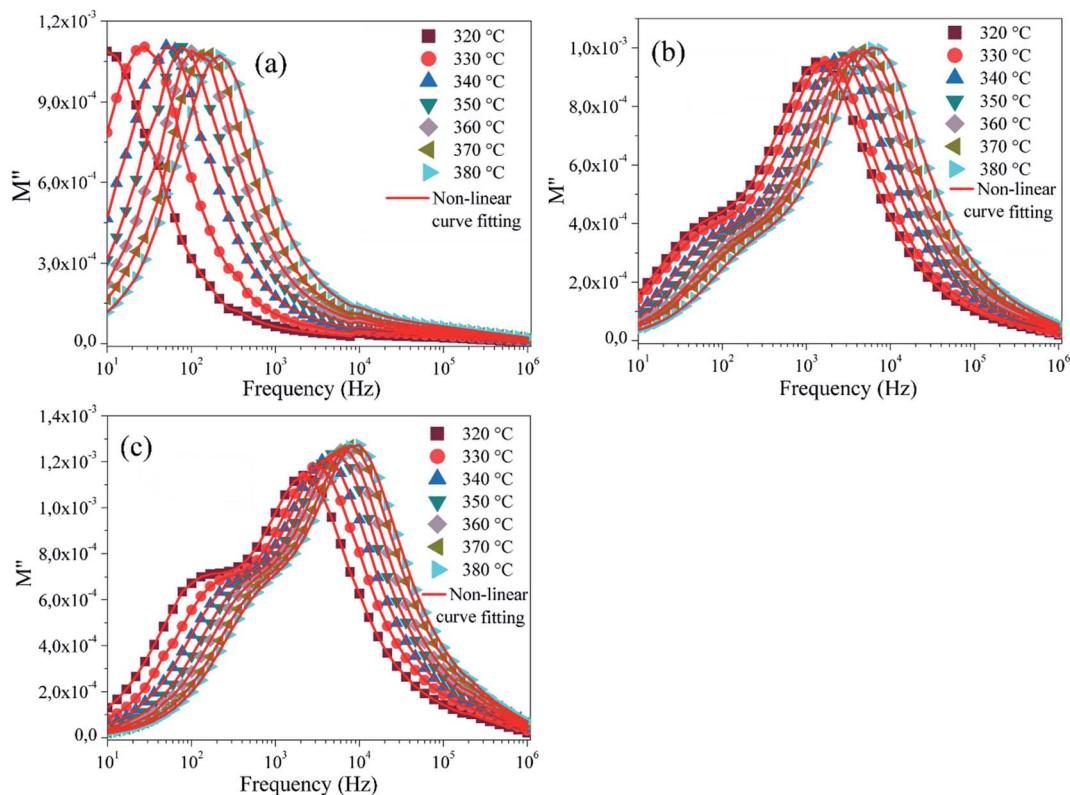 (a)
M"
1,2x10⁻³
9,0x10⁻⁴
6,0x10⁻⁴
3,0x10⁻⁴
0,0
10¹ 10² 10³ 10⁴ 10⁵ 10⁶
Frequency (Hz)
320 °C
330 °C
340 °C
350 °C
360 °C
370 °C
380 °C
Non-linear
curve fitting
(b)
M"
1,0x10⁻³
8,0x10⁻⁴
6,0x10⁻⁴
4,0x10⁻⁴
2,0x10⁻⁴
0,0
10¹ 10² 10³ 10⁴ 10⁵ 10⁶
Frequency (Hz)
320 °C
330 °C
340 °C
350 °C
360 °C
370 °C
380 °C
Non-linear
curve fitting
(c)
M"
1,4x10⁻³
1,2x10⁻³
1,0x10⁻³
8,0x10⁻⁴
6,0x10⁻⁴
4,0x10⁻⁴
2,0x10⁻⁴
0,0
10¹ 10² 10³ 10⁴ 10⁵ 10⁶
Frequency (Hz)
320 °C
330 °C
340 °C
350 °C
360 °C
370 °C
380 °C
Non-linear
curve fitting